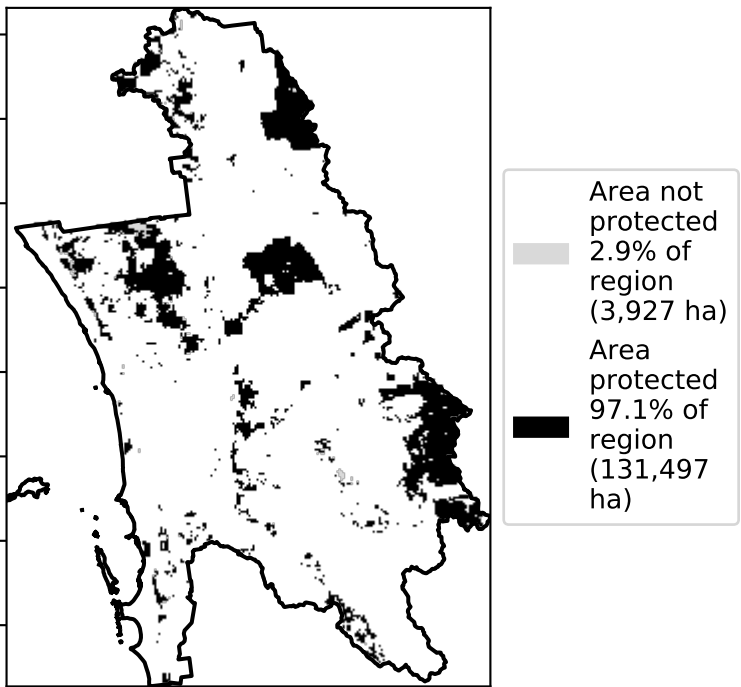 Area not
protected
2.9% of
region
(3,927 ha)
Area
protected
97.1% of
region
(131,497
ha)